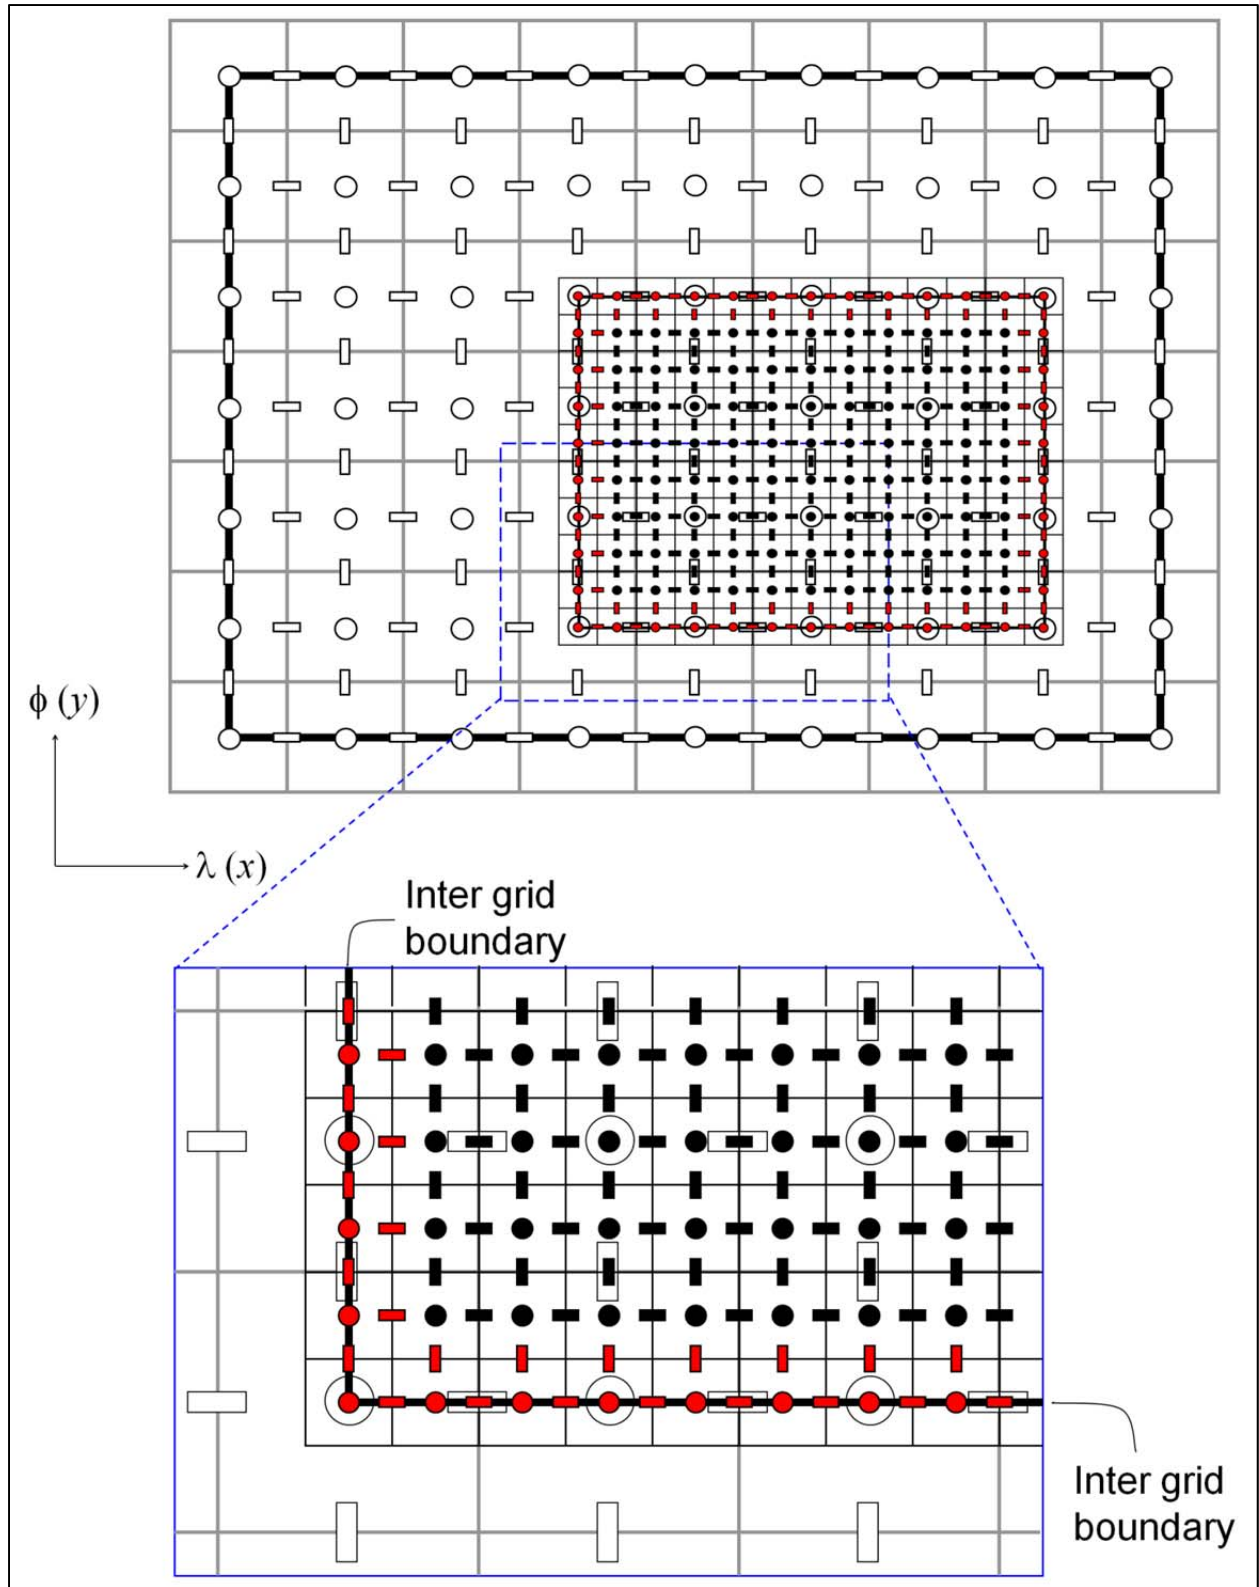 ϕ (y)
λ (x)
Inter grid
boundary
Inter grid
boundary